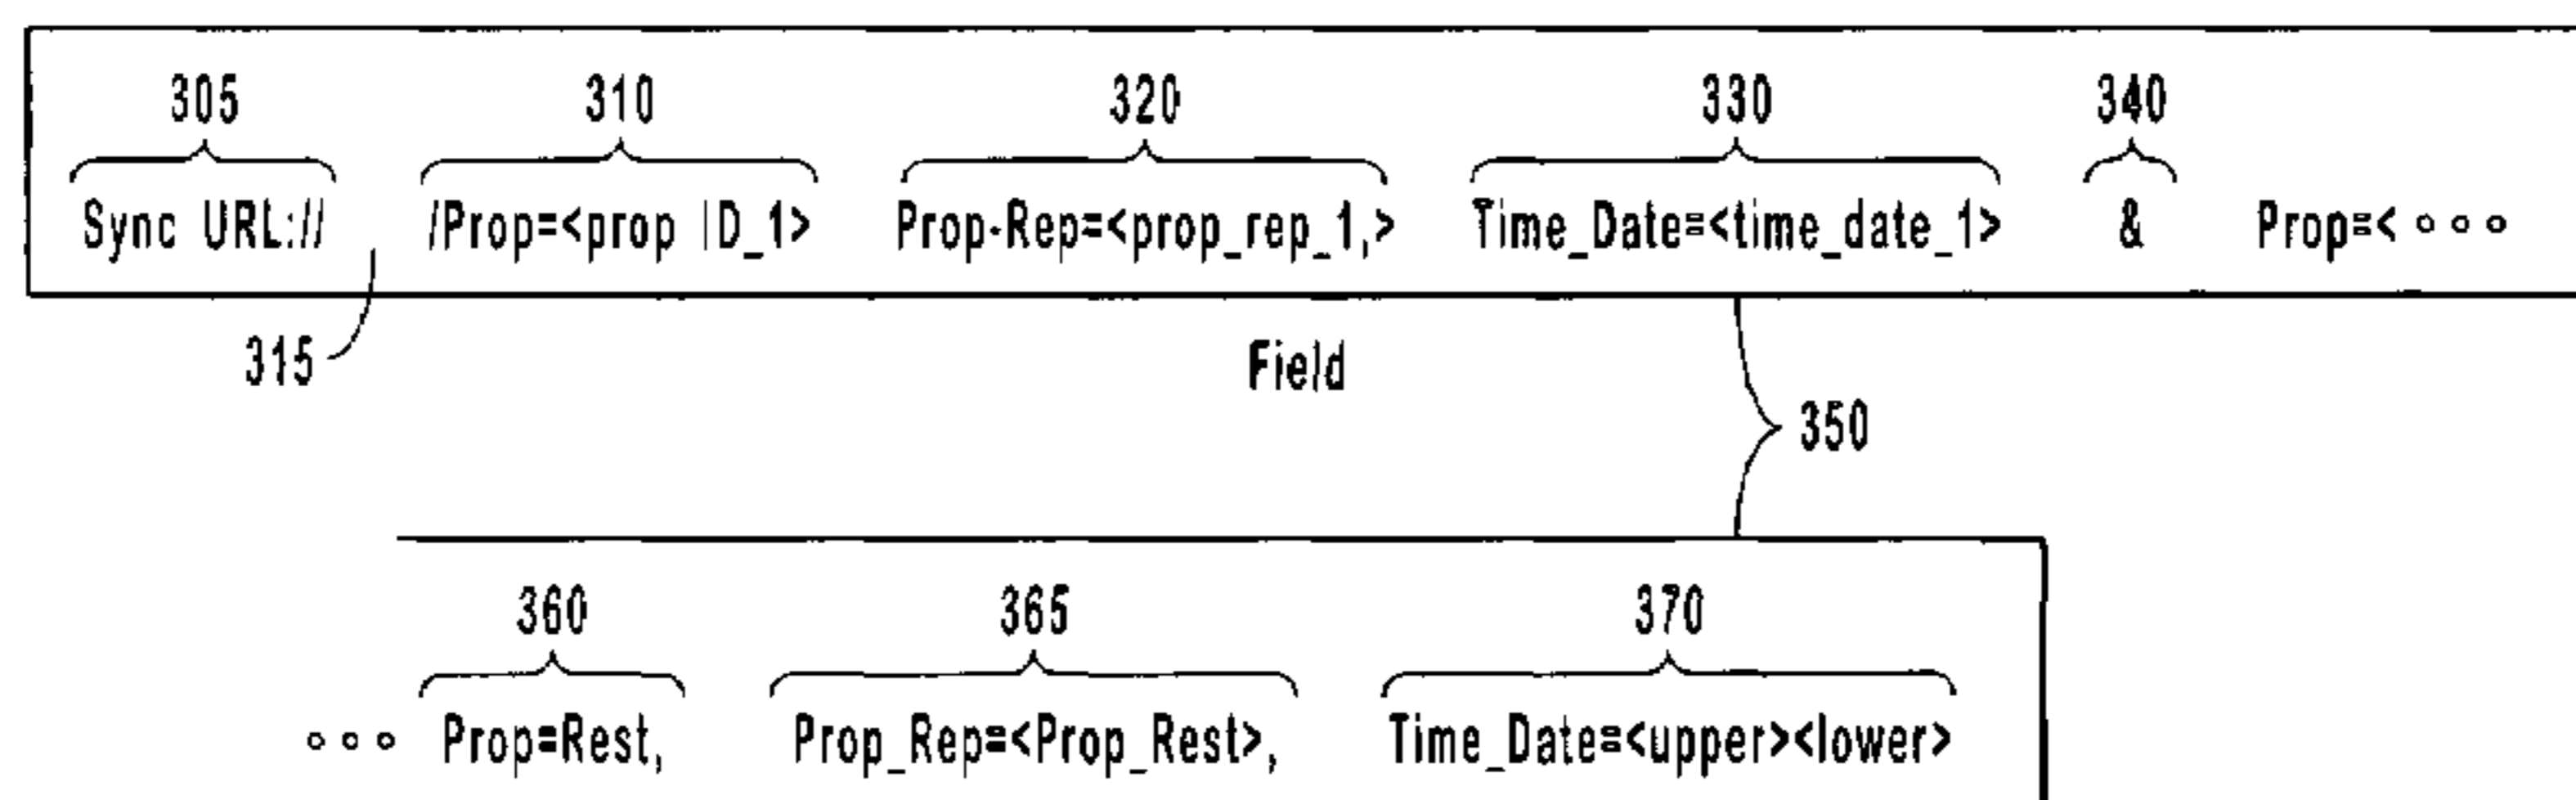 305 310 320 330 340
Sync URL:// /Prop=<prop ID_1> Prop-Rep=<prop_rep_1,> Time_Date=<time_date_1> & Prop=< ∘∘∘
315
Field
350
360 365 370
∘∘∘ Prop=Rest, Prop_Rep=<Prop_Rest>, Time_Date=<upper><lower>